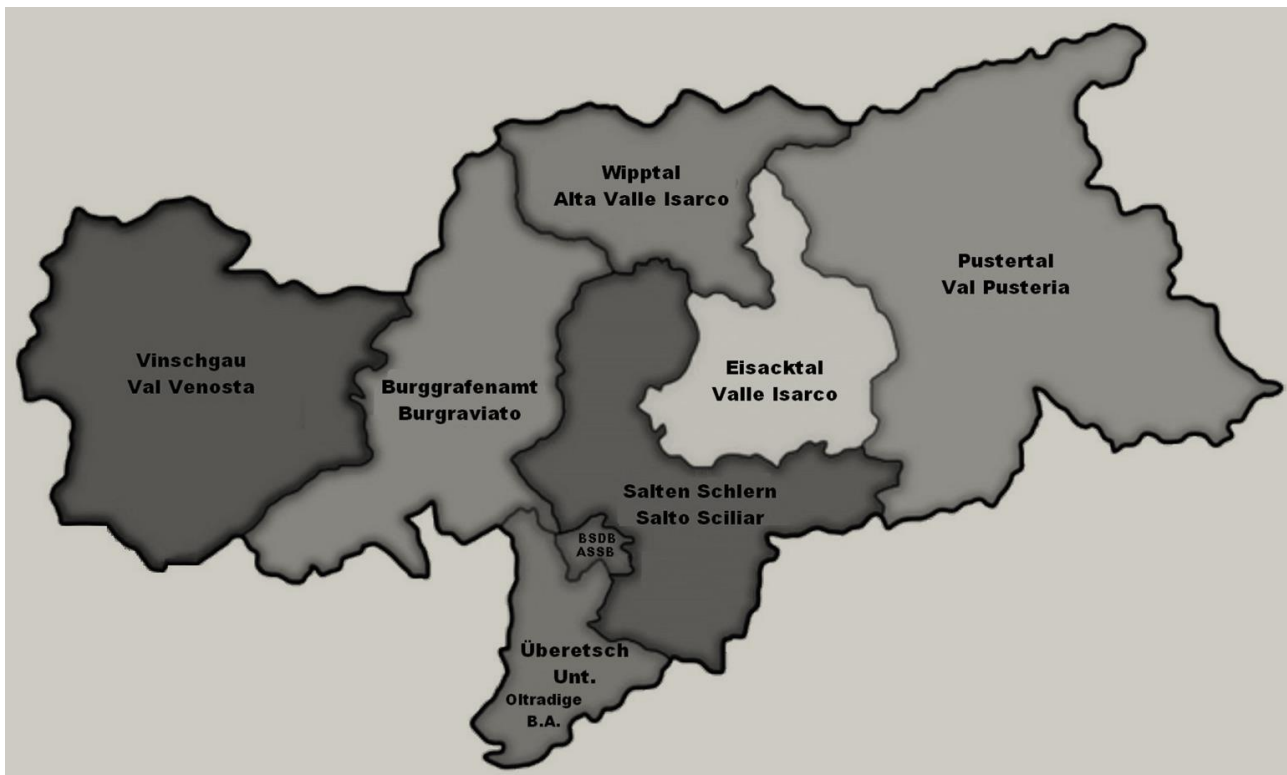 Wipptal
Alta Valle Isarco
Pustertal
Val Pusteria
Vinschgau
Val Venosta
Burggrafenamt
Burgraviato
Eisacktal
Valle Isarco
Salten Schlern
Salto Sciliar
BSDB
ASSB
Überetsch
Unt.
Oltradige
B.A.